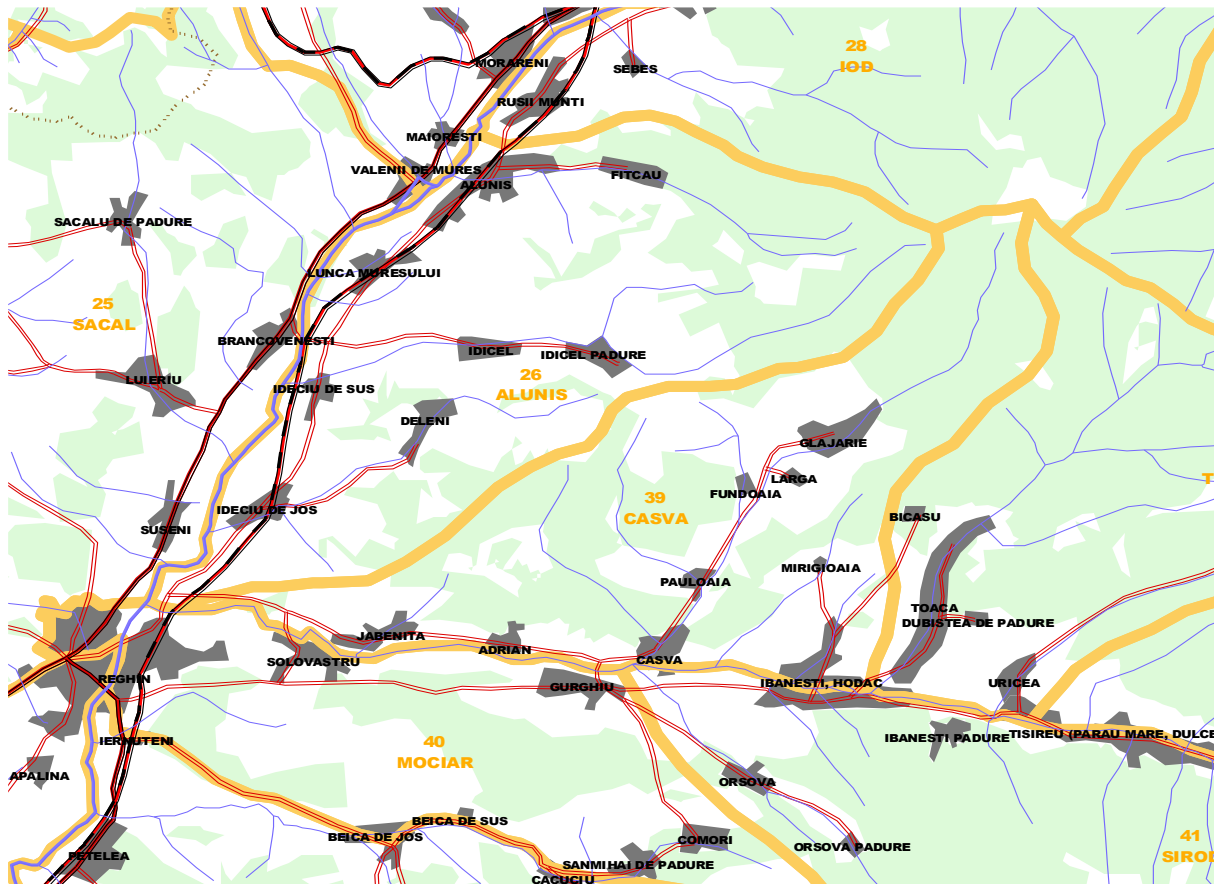 28
IOD
MORARENI
SEBES
RUSII MUNTI
MAIORESTI
VALENII DE MURES
ALUNIS
FITCAU
SACALU DE PADURE
LUNCA MURESULUI
25
SACAL
BRANCOVENESTI
IDICEL
IDICEL PADURE
LUIERIU
IDECIU DE SUS
26
ALUNIS
DELENI
GLAJARIE
LARGA
FUNDOAIA
39
CASVA
T
IDECIU DE JOS
BICASU
SUSENI
MIRIGIOAIA
PAULOAIA
TOACA
DUBISTEA DE PADURE
JABENITA
ADRIAN
SOLOVASTRU
CASVA
REGHIN
GURGHIU
IBANESTI, HODAC
URICEA
IERNUTENI
40
MOCIAR
IBANESTI PADURE
TISIREU (PARAU MARE, DULCE
APALINA
ORSOVA
BEICA DE SUS
BEICA DE JOS
COMORI
ORSOVA PADURE
41
SIROD
PETELEA
SANMIHAI DE PADURE
CACUCIU